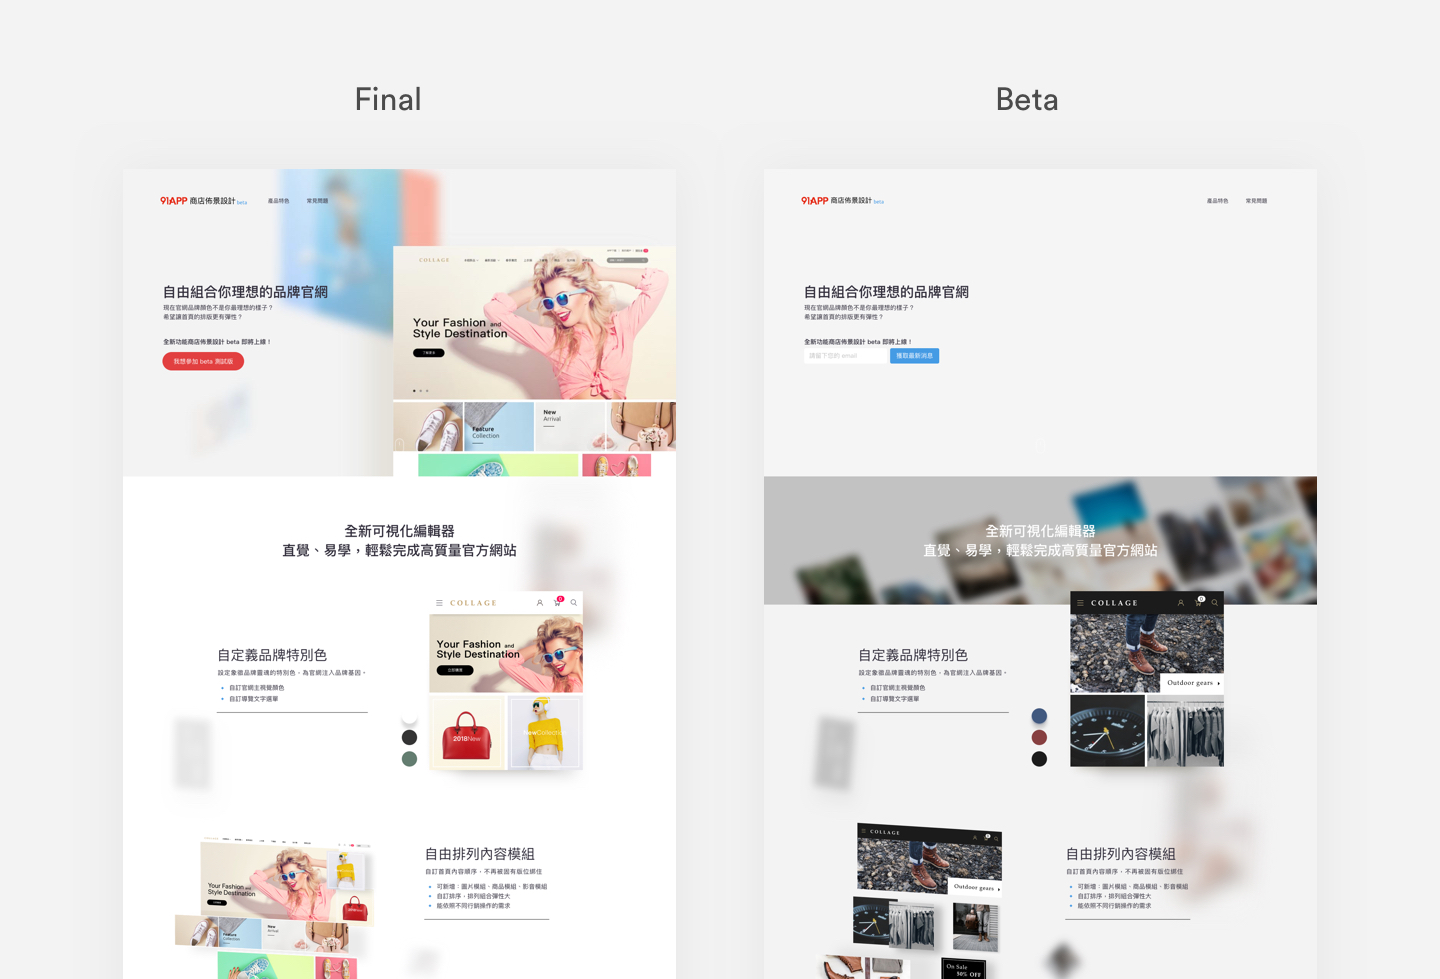 Final
Beta
91APP 商店佈景設計 beta
產品特色
常見問題
自由組合你理想的品牌官網
現在官網品牌顏色不是你最理想的樣子？
希望讓首頁的排版更有彈性？
全新功能商店佈景設計 beta 即將上線！
我想參加 beta 測試版
COLLAGE
Your Fashion and
Style Destination
了解更多
Feature
Collection
New
Arrival
全新可視化編輯器
直覺、易學，輕鬆完成高質量官方網站
自定義品牌特別色
設定象徵品牌靈魂的特別色，為官網注入品牌基因。
自訂官網主視覺顏色
自訂導覽文字選單
COLLAGE
0
Your Fashion and
Style Destination
立即購買
2018New
NewCollection
Your Fashion and
Style Destination
Feature
Collection
New
Arrival
自由排列內容模組
自訂首頁內容順序，不再被固有版位綁住
可新增：圖片模組、商品模組、影音模組
自訂排序，排列組合彈性大
能依照不同行銷操作的需求
91APP 商店佈景設計 beta
產品特色
常見問題
自由組合你理想的品牌官網
現在官網品牌顏色不是你最理想的樣子？
希望讓首頁的排版更有彈性？
全新功能商店佈景設計 beta 即將上線！
請留下您的 email
獲取最新消息
全新可視化編輯器
直覺、易學，輕鬆完成高質量官方網站
自定義品牌特別色
設定象徵品牌靈魂的特別色，為官網注入品牌基因。
自訂官網主視覺顏色
自訂導覽文字選單
COLLAGE
0
Outdoor gears
COLLAGE
Outdoor gears
On Sale
50% OFF
自由排列內容模組
自訂首頁內容順序，不再被固有版位綁住
可新增：圖片模組、商品模組、影音模組
自訂排序，排列組合彈性大
能依照不同行銷操作的需求